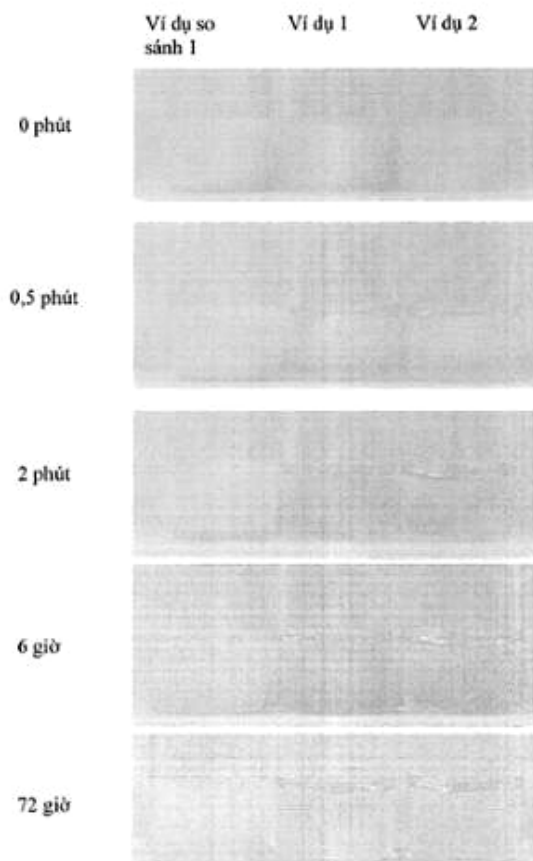 Ví dụ so
sánh 1
Ví dụ 1
Ví dụ 2
0 phút
0,5 phút
2 phút
6 giờ
72 giờ